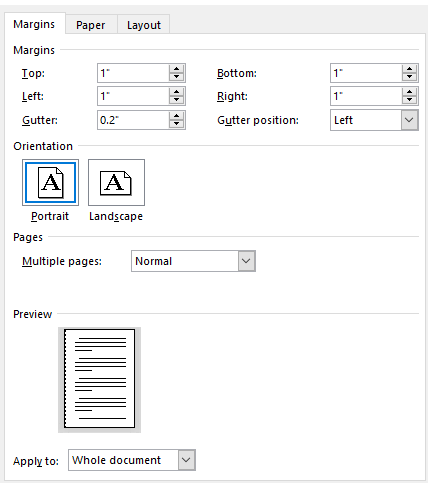 Margins Paper Layout
Margins
Top: 1" Bottom: 1"
Left: 1" Right: 1"
Gutter: 0.2" Gutter position: Left
Orientation
A A
Portrait Landscape
Pages
Multiple pages: Normal
Preview
Apply to: Whole document